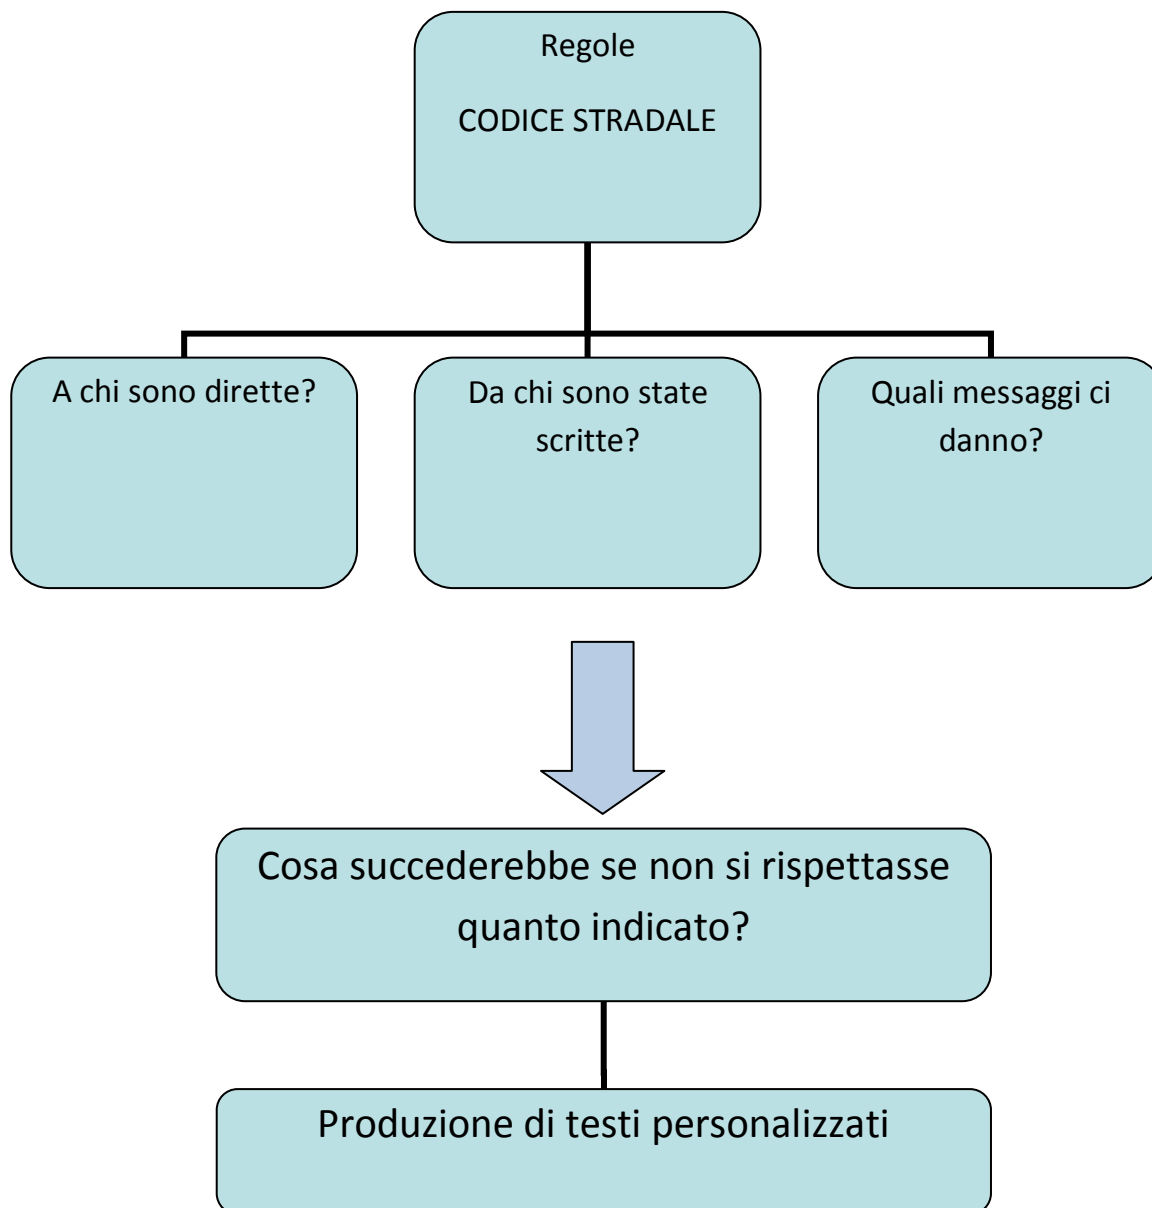 Regole
CODICE STRADALE
A chi sono dirette?
Da chi sono state
scritte?
Quali messaggi ci
danno?
Cosa succederebbe se non si rispettasse
quanto indicato?
Produzione di testi personalizzati